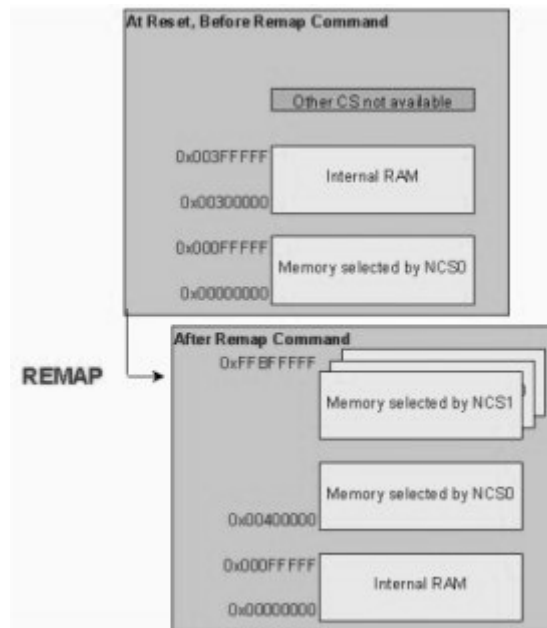 At Reset, Before Remap Command
Other CS not available
0x003FFFFF
Internal RAM
0x00300000
0x000FFFFF
Memory selected by NCS0
0x00000000
After Remap Command
0xFFBFFFFF
REMAP
Memory selected by NCS1
Memory selected by NCS0
0x00400000
0x000FFFFF
Internal RAM
0x00000000